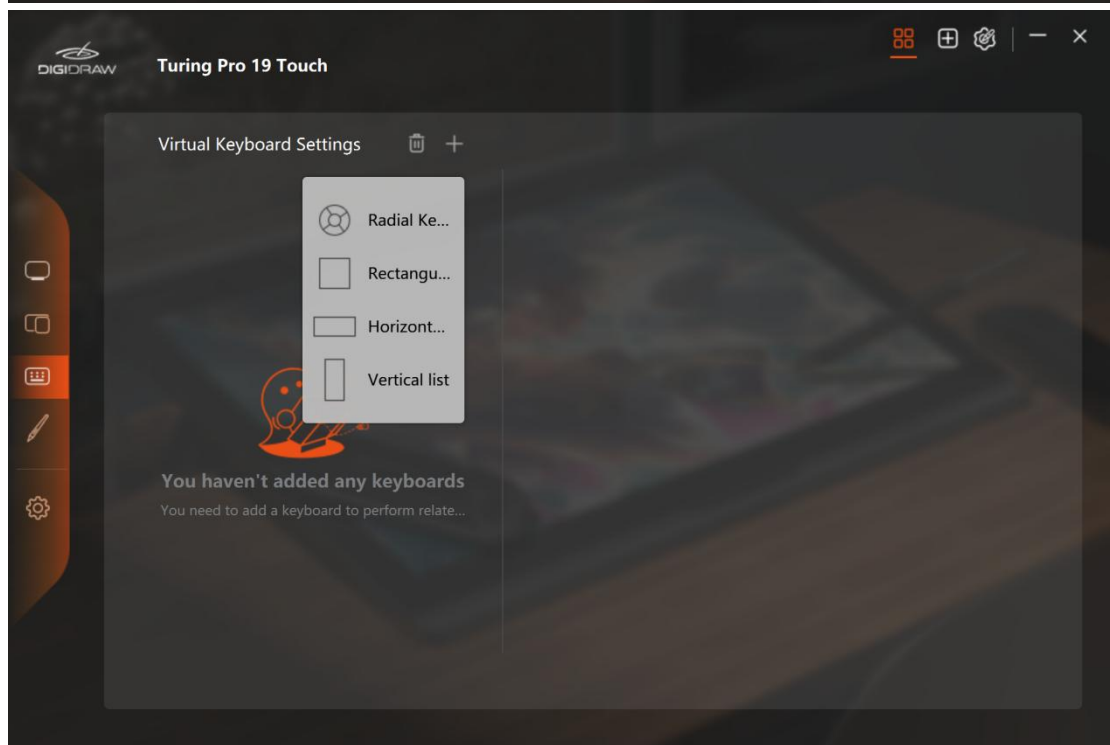 DIGIDRAW
Turing Pro 19 Touch
Virtual Keyboard Settings
Radial Ke...
Rectangu...
Horizont...
Vertical list
You haven't added any keyboards
You need to add a keyboard to perform relate...